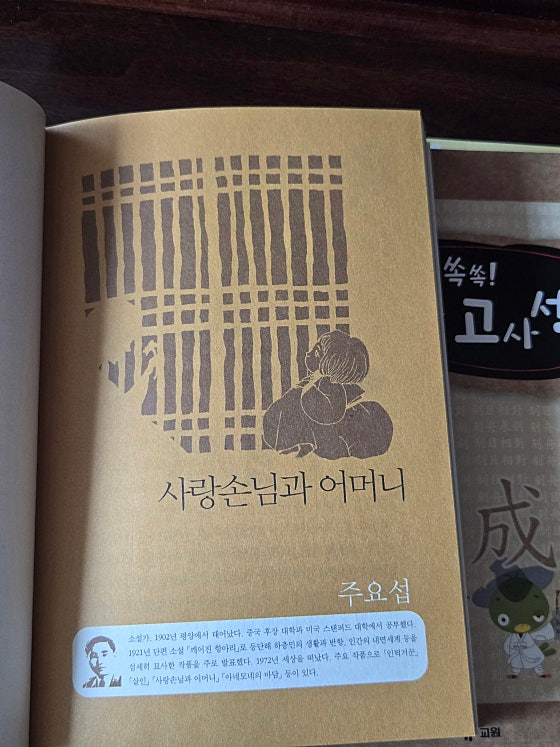 사랑손님과 어머니
주요섭
소설가. 1902년 평양에서 태어났다. 중국 후장 대학과 미국 스탠퍼드 대학에서 공부했다.
1921년 단편 소설 「깨어진 항아리」로 등단해 하층민의 생활과 반항, 인간의 내면세계 등을
섬세히 묘사한 작품을 주로 발표했다. 1972년 세상을 떠났다. 주요 작품으로 「인력거꾼」
「살인」 「사랑손님과 어머니」 「아네모네의 마담」 등이 있다.
쏙쏙!
고사성
成
교원